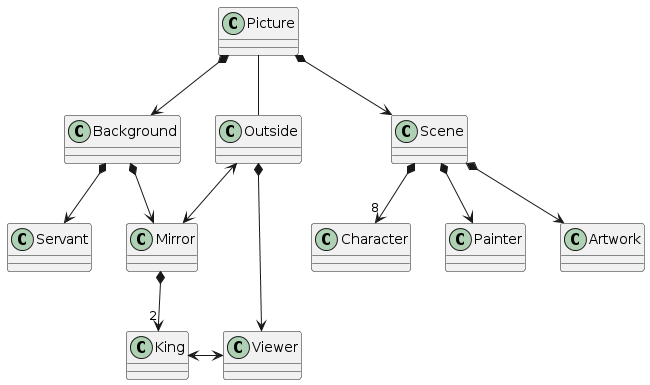 C Picture
C Background
C Outside
C Scene
8
C Servant
C Mirror
C Character
C Painter
C Artwork
2
C King
C Viewer